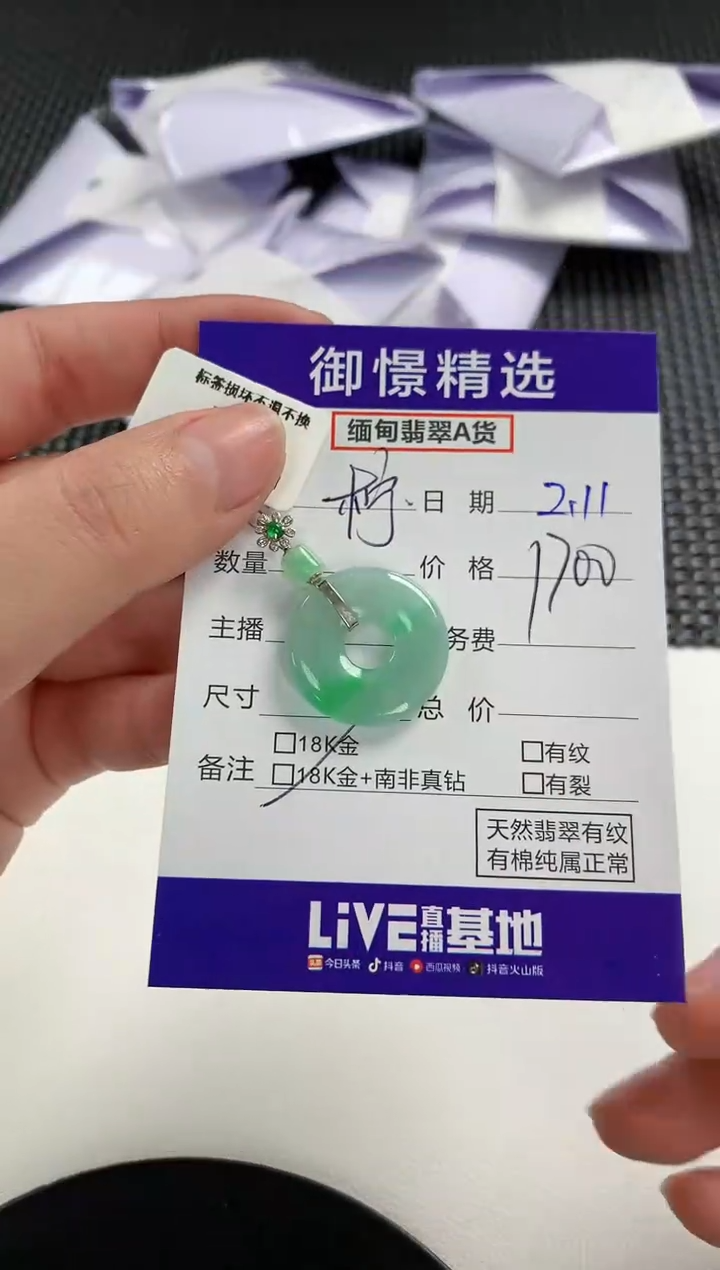 御憬精选
标签损坏不退不换
缅甸翡翠A货
日 期 2.11
数量 价 格 1700
主播 务费
尺寸 总 价
备注 □18K金 □有纹
□18K金+南非真钻 □有裂
天然翡翠有纹
有棉纯属正常
LiVE直播基地
头条 今日头条 抖音 西瓜视频 抖音火山版